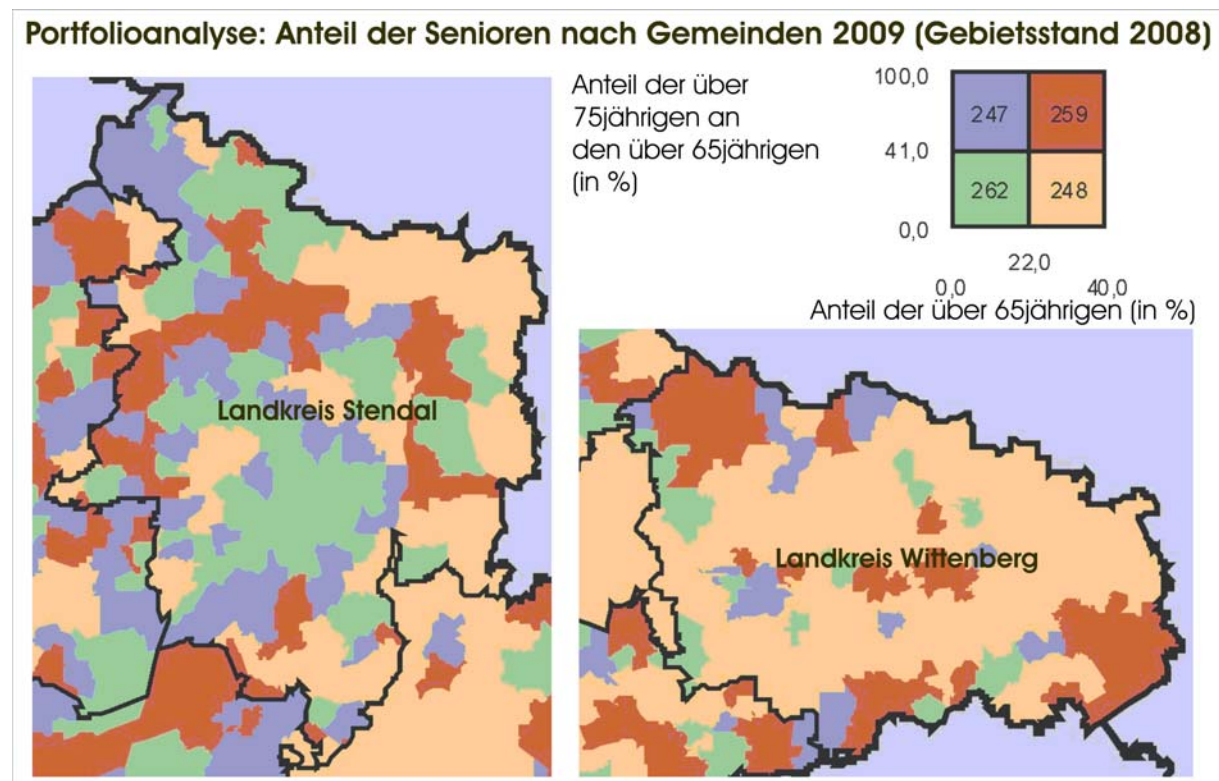 Portfolioanalyse: Anteil der Senioren nach Gemeinden 2009 (Gebietsstand 2008)
Anteil der über
75jährigen an
den über 65jährigen
(in %)
100,0
41,0
0,0
247
259
262
248
22,0
0,0
40,0
Anteil der über 65jährigen (in %)
Landkreis Stendal
Landkreis Wittenberg